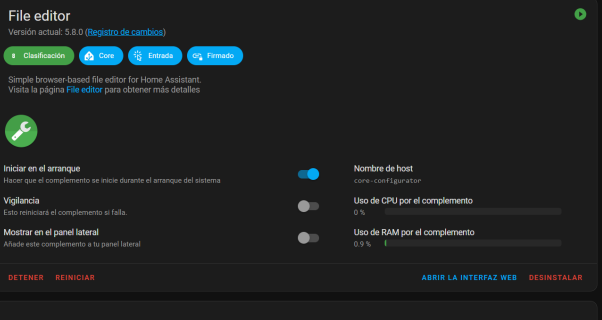 File editor
Versión actual: 5.8.0 (Registro de cambios)
8 Clasificación
Core
Entrada
Firmado
Simple browser-based file editor for Home Assistant.
Visita la página File editor para obtener más detalles
Iniciar en el arranque
Hacer que el complemento se inicie durante el arranque del sistema
Nombre de host
core-configurator
Vigilancia
Esto reiniciará el complemento si falla.
Uso de CPU por el complemento
0 %
Mostrar en el panel lateral
Añade este complemento a tu panel lateral
Uso de RAM por el complemento
0.9 %
DETENER
REINICIAR
ABRIR LA INTERFAZ WEB
DESINSTALAR